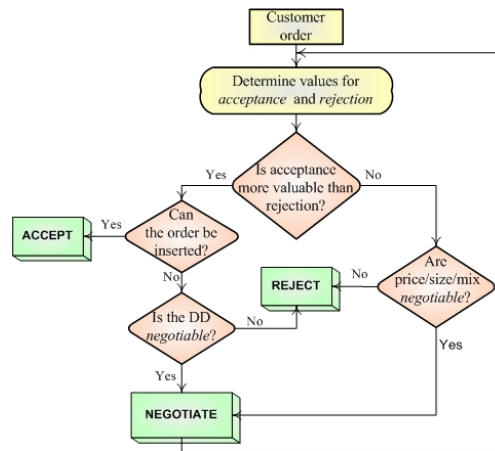 Customer
order
Determine values for
acceptance and rejection
Is acceptance
more valuable than
rejection?
Yes
No
Can
the order be
inserted?
Yes
ACCEPT
No
Are
price/size/mix
negotiable?
No
REJECT
Is the DD
negotiable?
No
Yes
Yes
NEGOTIATE